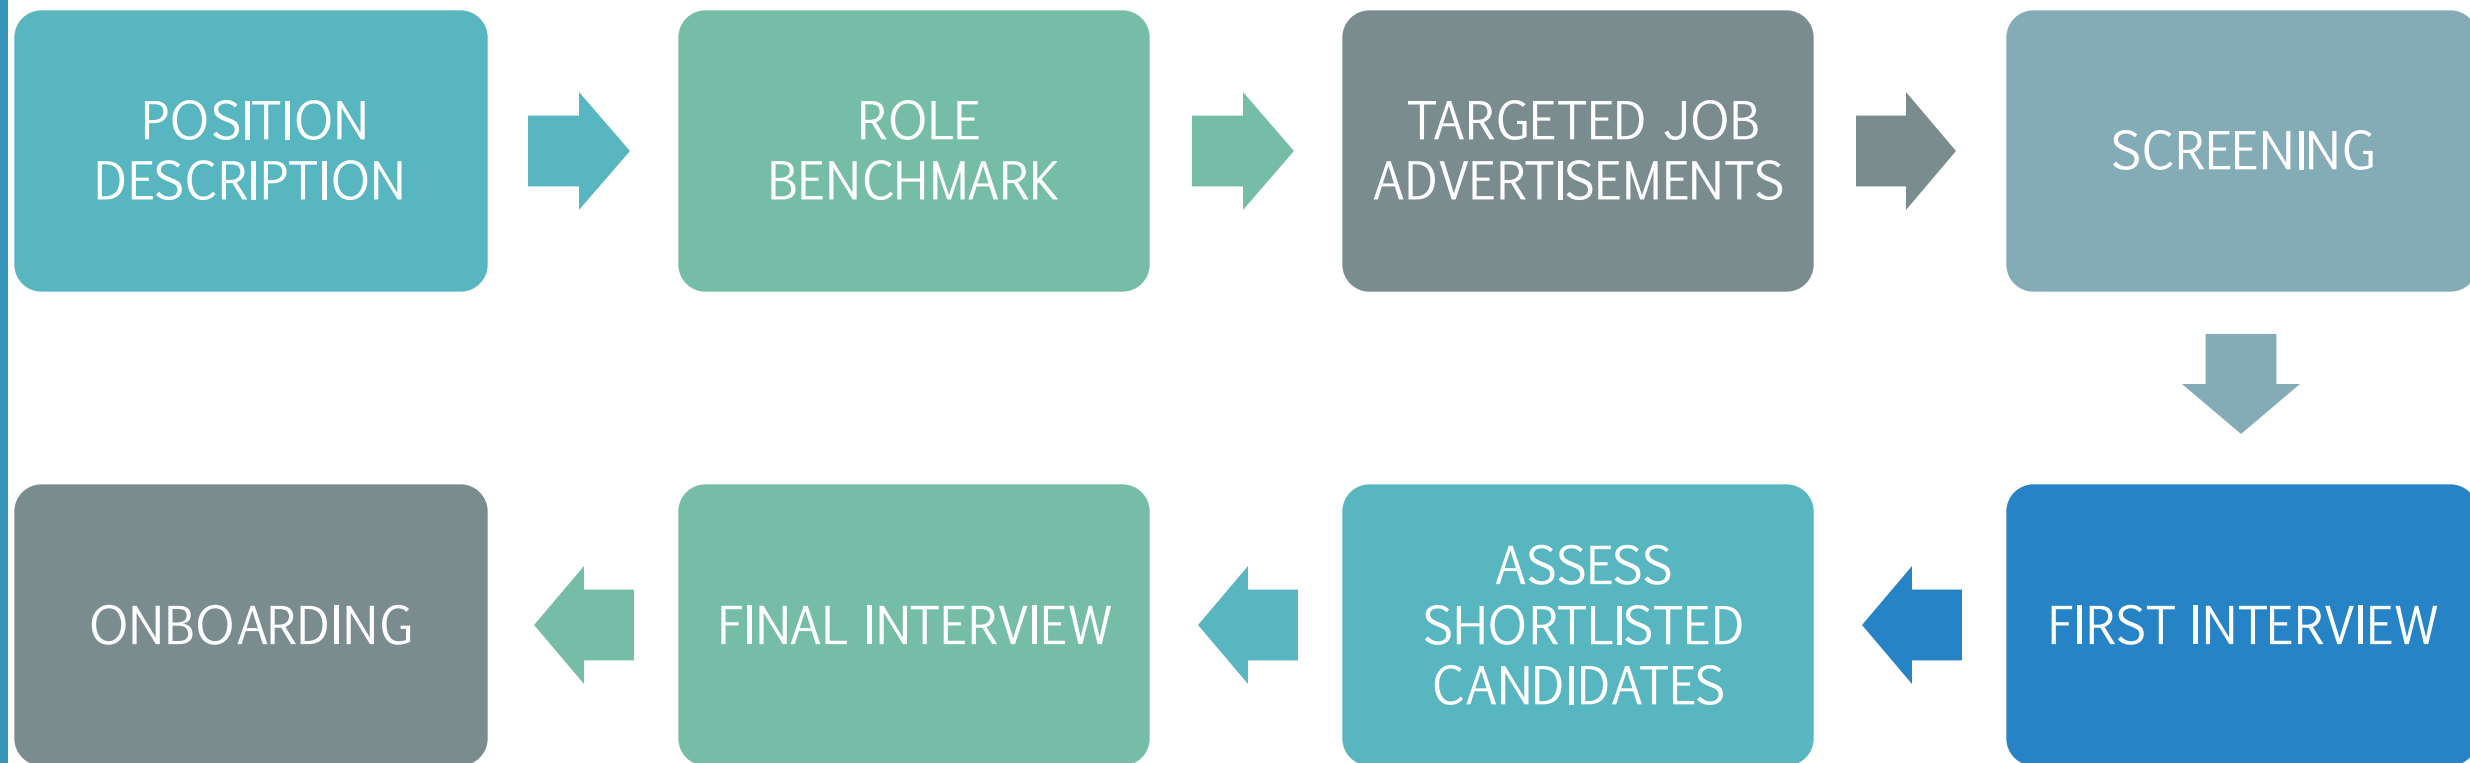 POSITION
DESCRIPTION
ROLE
BENCHMARK
TARGETED JOB
ADVERTISEMENTS
SCREENING
FIRST INTERVIEW
ASSESS
SHORTLISTED
CANDIDATES
FINAL INTERVIEW
ONBOARDING